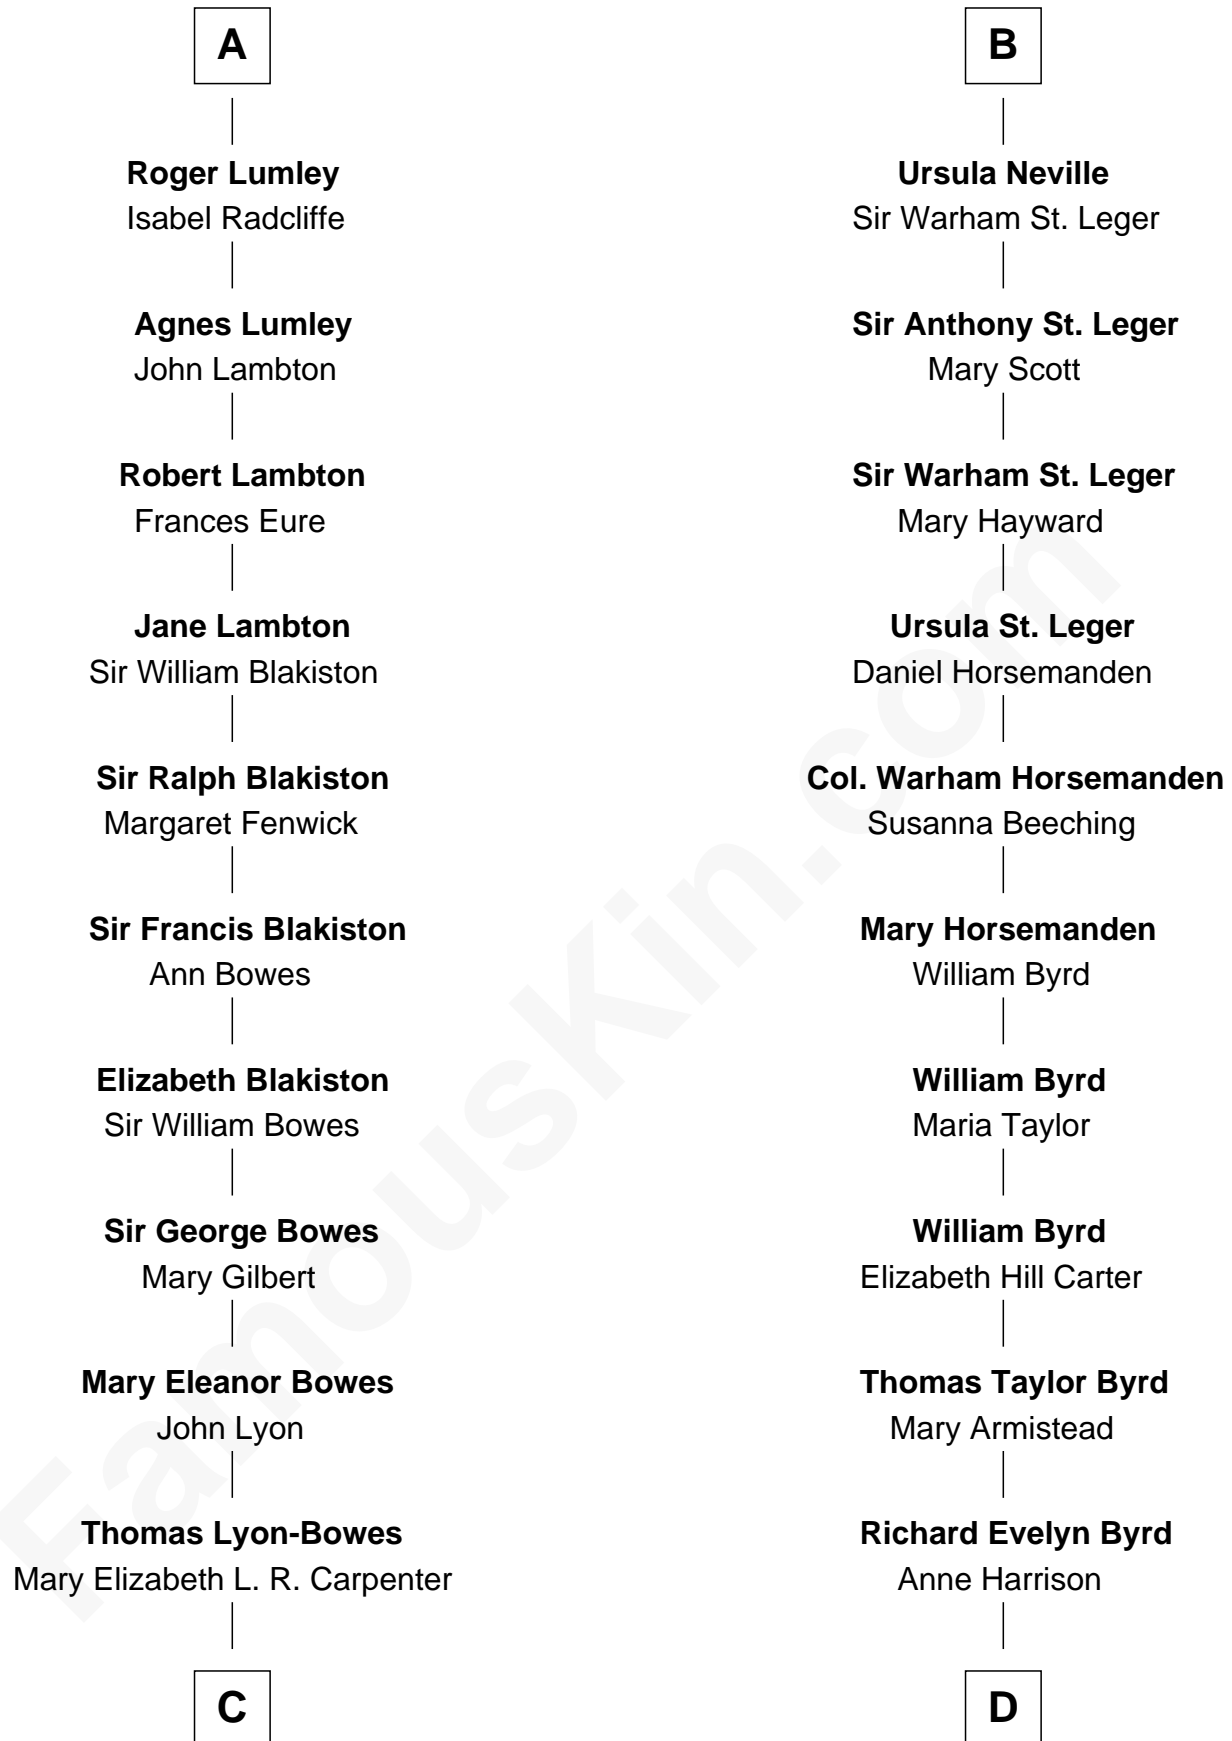 A
Roger Lumley
Isabel Radcliffe
Agnes Lumley
John Lambton
Robert Lambton
Frances Eure
Jane Lambton
Sir William Blakiston
Sir Ralph Blakiston
Margaret Fenwick
Sir Francis Blakiston
Ann Bowes
Elizabeth Blakiston
Sir William Bowes
Sir George Bowes
Mary Gilbert
Mary Eleanor Bowes
John Lyon
Thomas Lyon-Bowes
Mary Elizabeth L. R. Carpenter
C
B
Ursula Neville
Sir Warham St. Leger
Sir Anthony St. Leger
Mary Scott
Sir Warham St. Leger
Mary Hayward
Ursula St. Leger
Daniel Horsemanden
Col. Warham Horsemanden
Susanna Beeching
Mary Horsemanden
William Byrd
William Byrd
Maria Taylor
William Byrd
Elizabeth Hill Carter
Thomas Taylor Byrd
Mary Armistead
Richard Evelyn Byrd
Anne Harrison
D
FamousKin.com